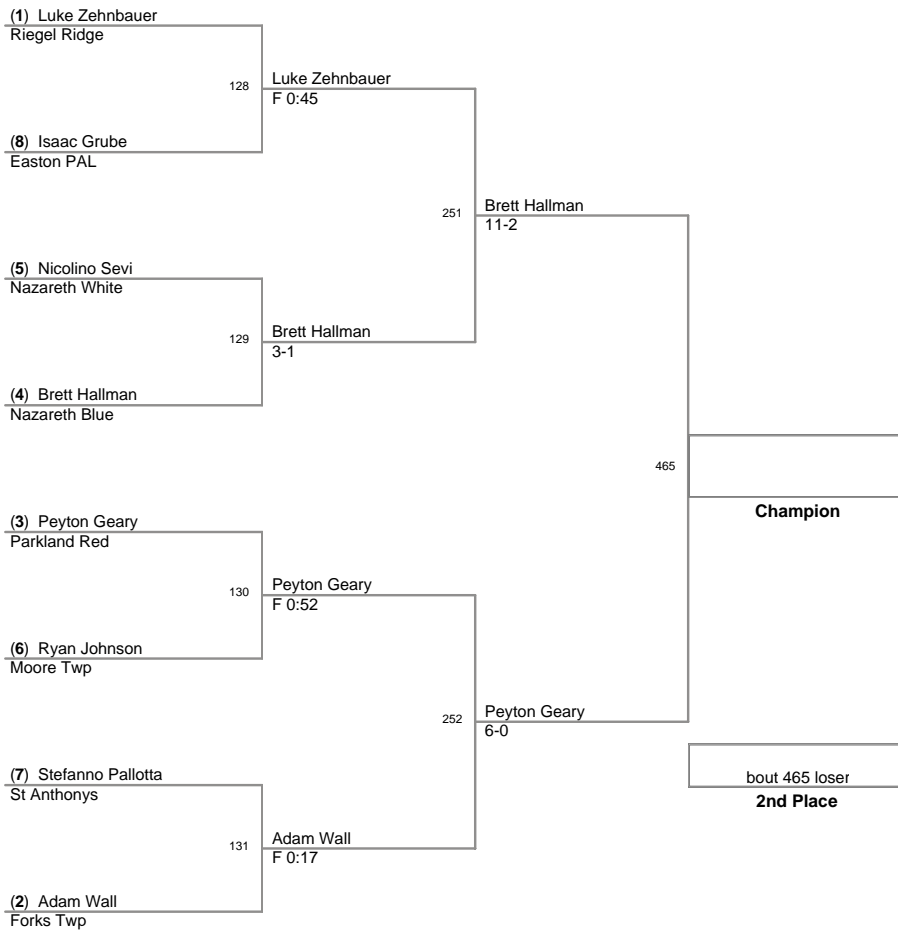 (1) Luke Zehnbauer
Riegel Ridge
128
Luke Zehnbauer
F 0:45
(8) Isaac Grube
Easton PAL
251
Brett Hallman
11-2
(5) Nicolino Sevi
Nazareth White
129
Brett Hallman
3-1
(4) Brett Hallman
Nazareth Blue
465
Champion
(3) Peyton Geary
Parkland Red
130
Peyton Geary
F 0:52
(6) Ryan Johnson
Moore Twp
252
Peyton Geary
6-0
(7) Stefanno Pallotta
St Anthonys
bout 465 loser
2nd Place
131
Adam Wall
F 0:17
(2) Adam Wall
Forks Twp